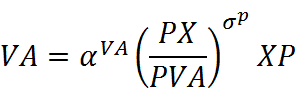 VA = α^{VA} (PX / PVA)^{σ^p} XP